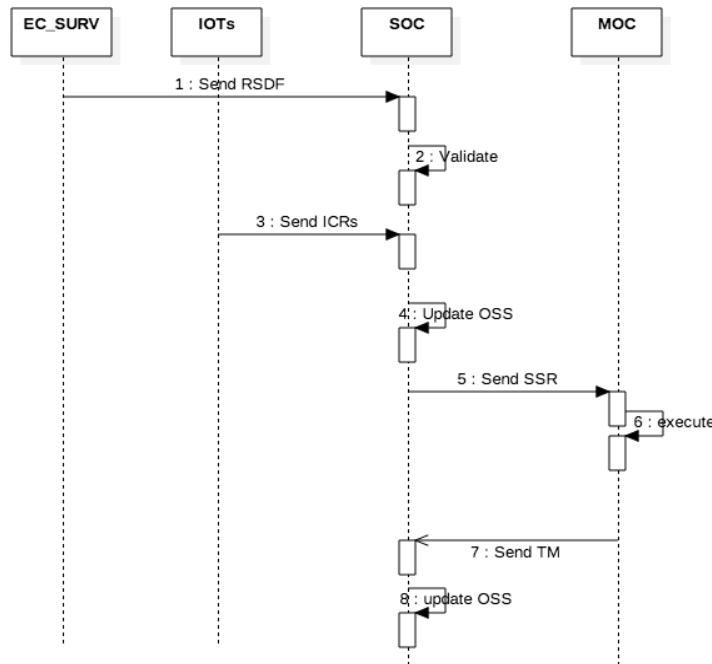 EC_SURV
IOTs
SOC
MOC
1 : Send RSDF
2 : Validate
3 : Send ICRs
4 : Update OSS
5 : Send SSR
6 : execute
7 : Send TM
8 : update OSS